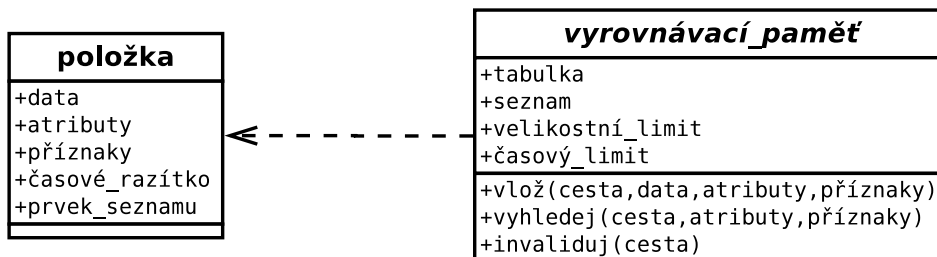 položka
+data
+atributy
+příznaky
+časové_razítko
+prvek_seznamu
vyrovnávací_paměť
+tabulka
+seznam
+velikostní_limit
+časový_limit
+vlož(cesta,data,atributy,příznaky)
+vyhledej(cesta,atributy,příznaky)
+invaliduj(cesta)